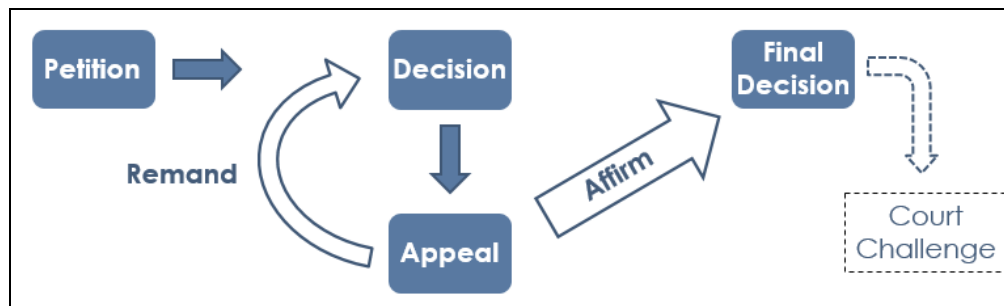 Petition
Decision
Final
Decision
Remand
Affirm
Appeal
Court
Challenge